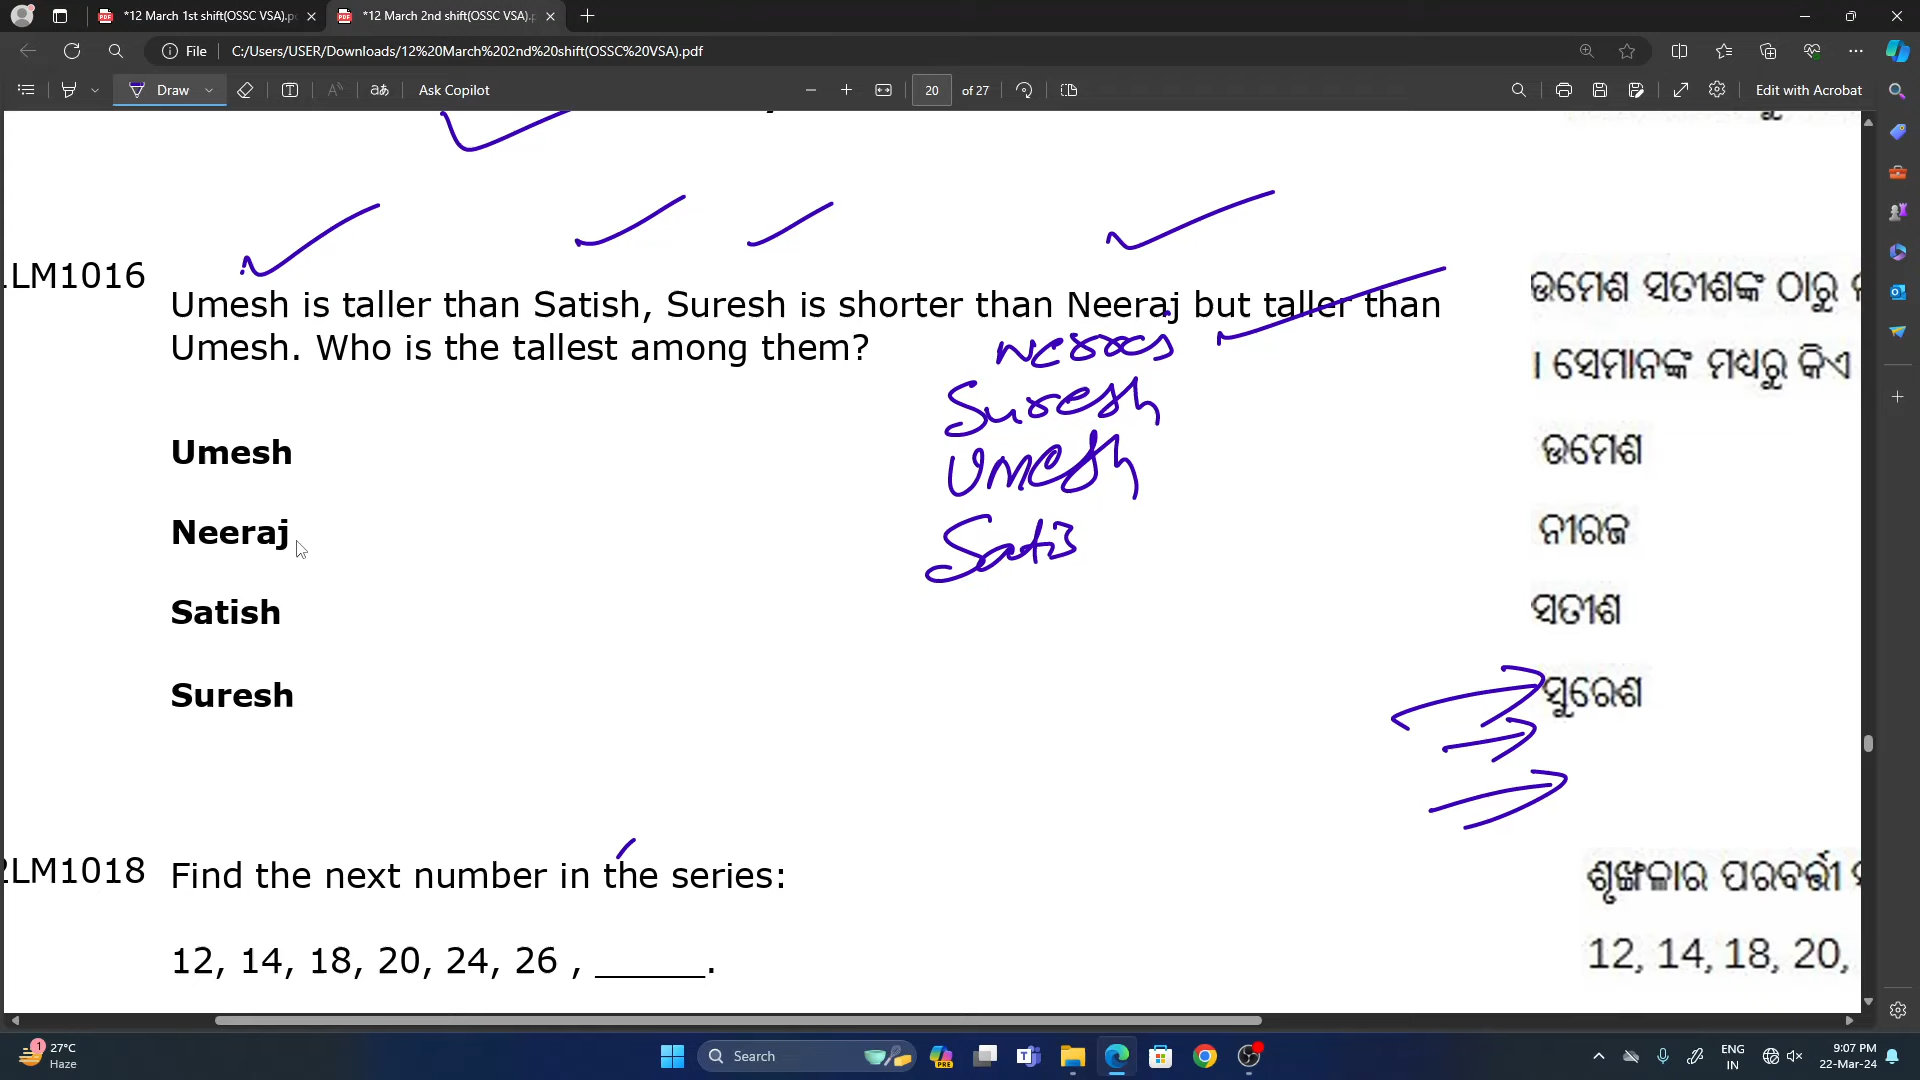 *12 March 1st shift(OSSC VSA).p
*12 March 2nd shift(OSSC VSA).p
File C:/Users/USER/Downloads/12%20March%202nd%20shift(OSSC%20VSA).pdf
Draw
Ask Copilot
20 of 27
Edit with Acrobat
LM1016
Umesh is taller than Satish, Suresh is shorter than Neeraj but taller than
Umesh. Who is the tallest among them?
ଉମେଶ ସତୀଶଙ୍କ ଠାରୁ
। ସେମାନଙ୍କ ମଧ୍ୟରୁ କିଏ
Suresh
Umesh
Umesh
ଉମେଶ
Neeraj
ନୀରଜ
Satish
ସତୀଶ
Suresh
ସୁରେଶ
LM1018
Find the next number in the series:
ଶୃଙ୍ଖଳାର ପରବର୍ତ୍ତୀ
12, 14, 18, 20, 24, 26 , _____.
12, 14, 18, 20,
1
27°C
Haze
Search
PRE
ENG
IN
9:07 PM
22-Mar-24